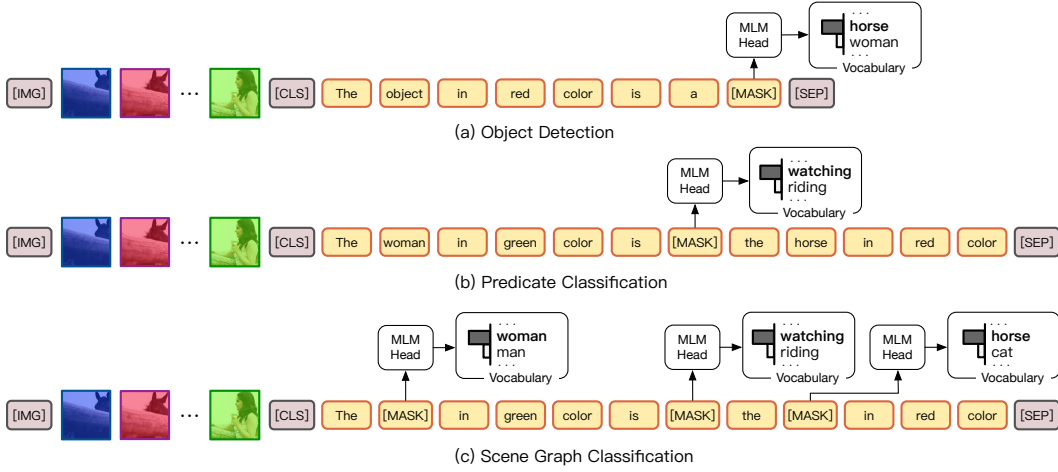 MLM Head
. . .
horse
woman
. . .
Vocabulary
[IMG] ... [CLS] The object in red color is a [MASK] [SEP]
(a) Object Detection
MLM Head
. . .
watching
riding
. . .
Vocabulary
[IMG] ... [CLS] The woman in green color is [MASK] the horse in red color [SEP]
(b) Predicate Classification
MLM Head
. . .
woman
man
Vocabulary
MLM Head
. . .
watching
riding
. . .
Vocabulary
MLM Head
. . .
horse
cat
. . .
Vocabulary
[IMG] ... [CLS] The [MASK] in green color is [MASK] the [MASK] in red color [SEP]
(c) Scene Graph Classification